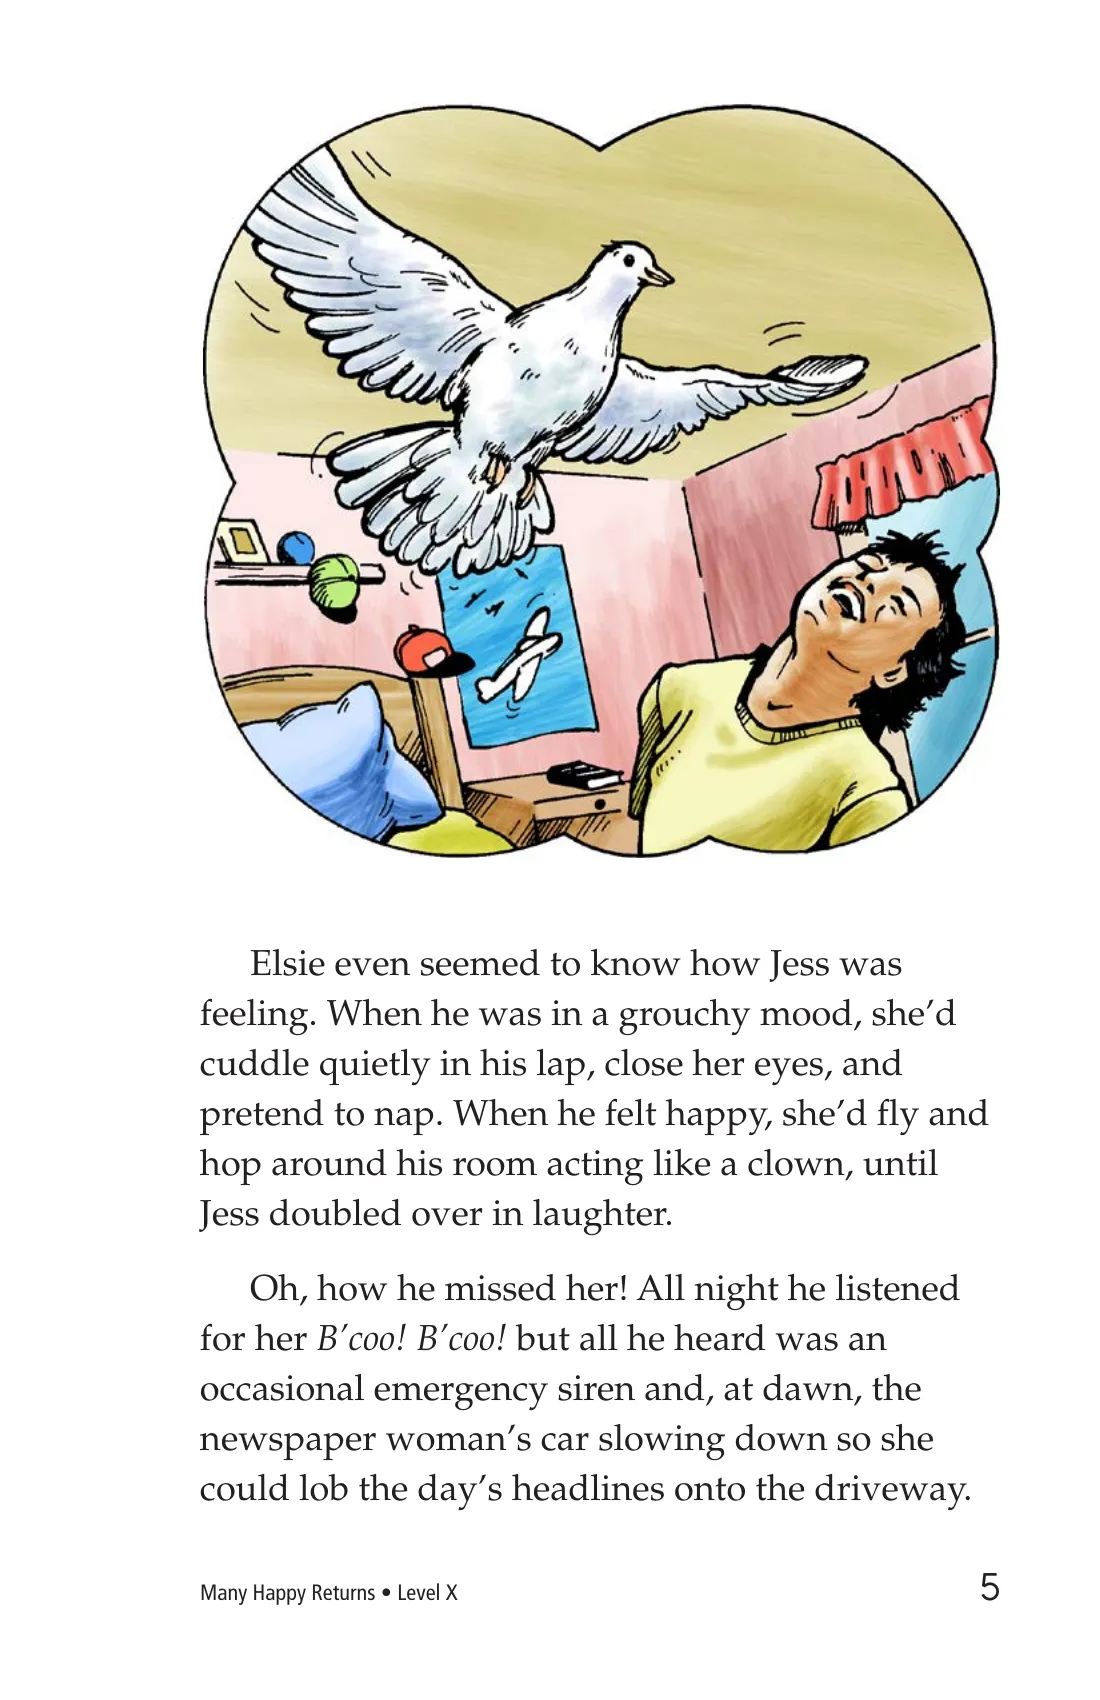 Elsie even seemed to know how Jess was
feeling. When he was in a grouchy mood, she’d
cuddle quietly in his lap, close her eyes, and
pretend to nap. When he felt happy, she’d fly and
hop around his room acting like a clown, until
Jess doubled over in laughter.
Oh, how he missed her! All night he listened
for her B’coo! B’coo! but all he heard was an
occasional emergency siren and, at dawn, the
newspaper woman’s car slowing down so she
could lob the day’s headlines onto the driveway.
Many Happy Returns • Level X
5